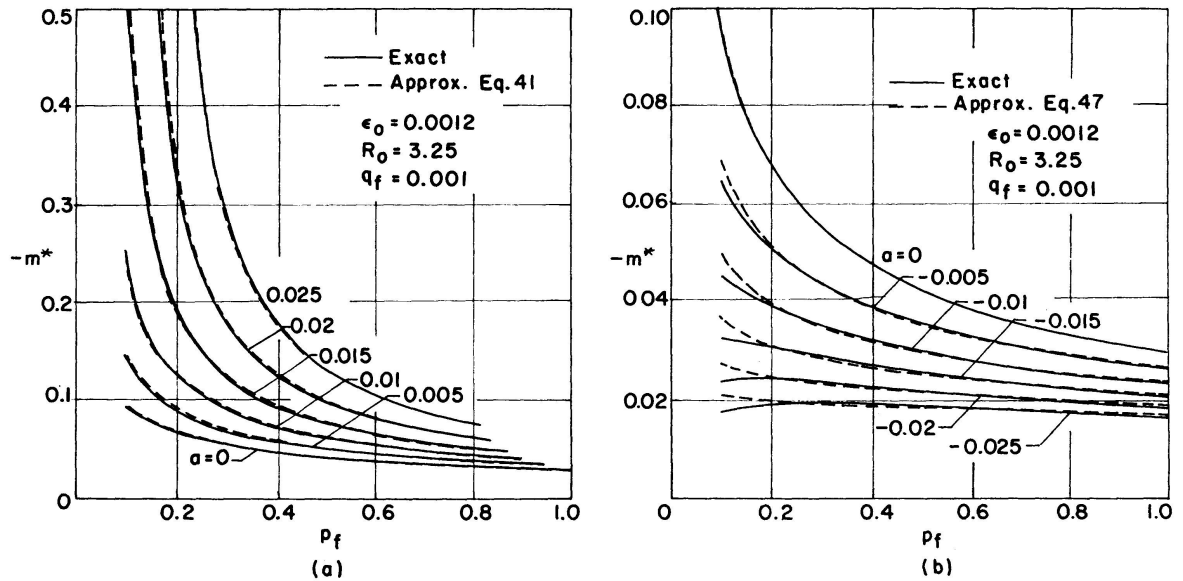 0.5
0.4
0.3
0.2
0.1
0
-m*
Exact
Approx. Eq.41
ϵo = 0.0012
Ro = 3.25
qf = 0.001
0.025
0.02
0.015
0.01
0.005
a=0
0.2 0.4 0.6 0.8 1.0
Pf
(a)
0.10
0.08
0.06
0.04
0.02
0
-m*
Exact
Approx. Eq.47
ϵo = 0.0012
Ro = 3.25
qf = 0.001
a=0
-0.005
-0.01
-0.015
-0.02
-0.025
0.2 0.4 0.6 0.8 1.0
Pf
(b)